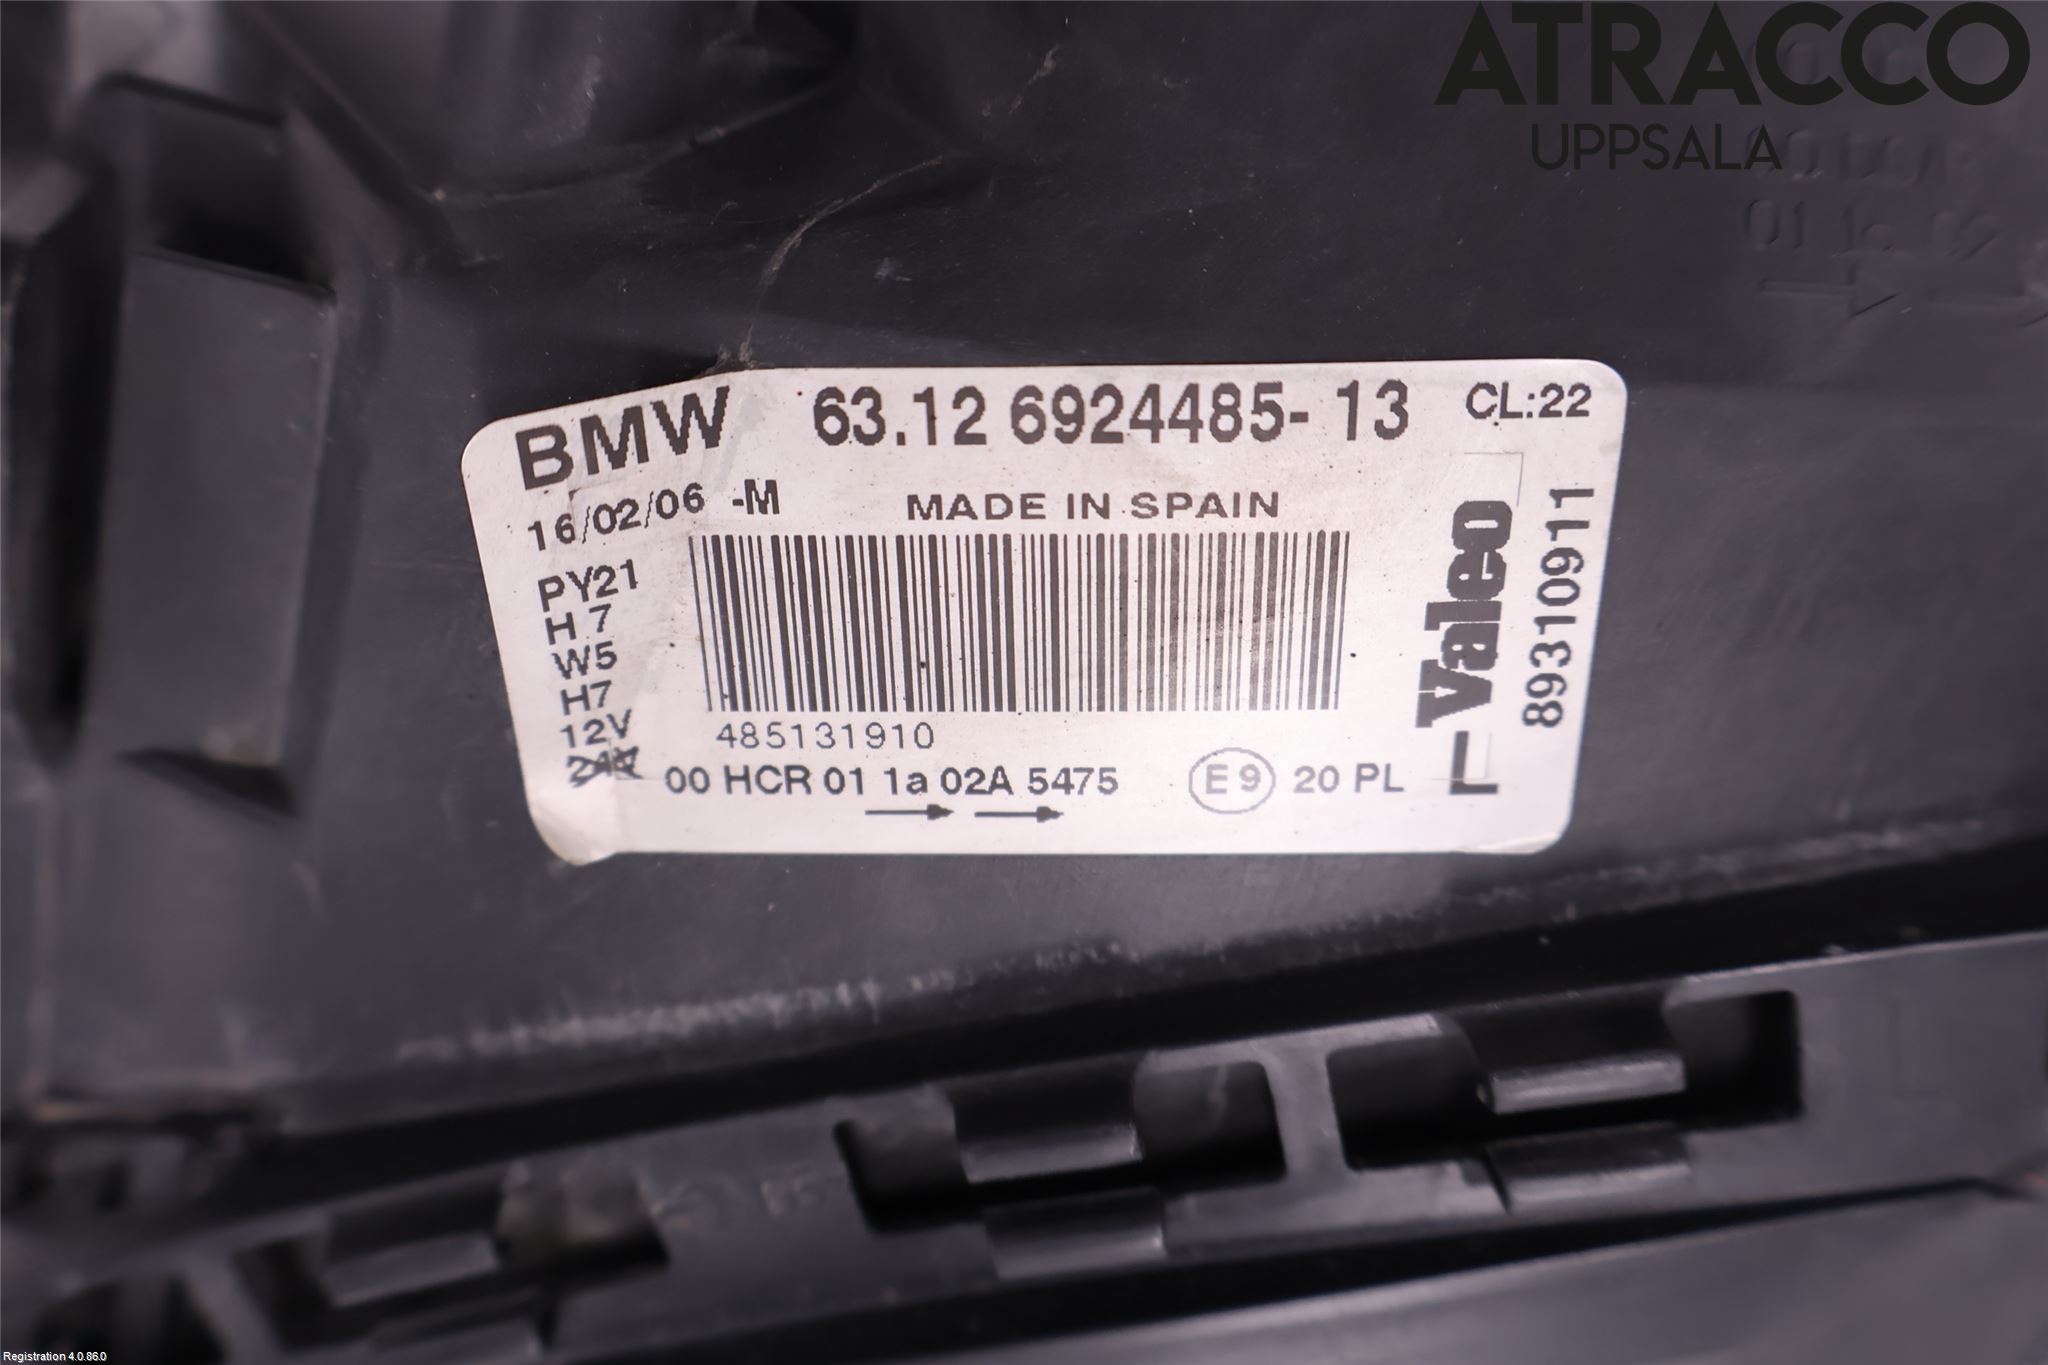 ATRACCO
UPPSALA
BMW 63.12 6924485-13 CL:22
16/02/06 -M MADE IN SPAIN
PY21
H7
W5
H7
12V
485131910
00 HCR 01 1a 02A 5475 E9 20 PL
L Valeo
89310911
Registration 4.0.86.0